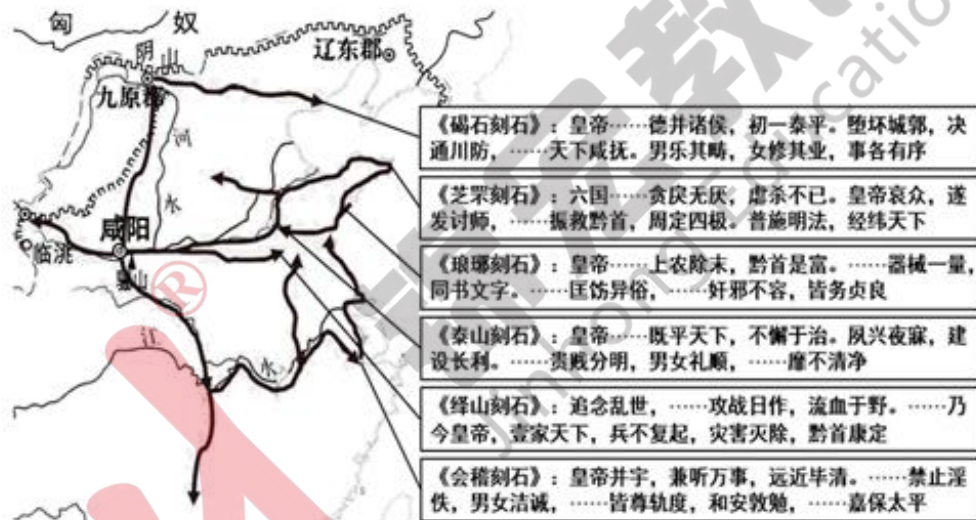 匈 奴
辽东郡
阴山
九原郡
河
水
咸阳
临洮
山
江
水
《碣石刻石》:皇帝……德并诸侯,初一泰平。堕坏城郭,决
通川防,……天下咸抚。男乐其畴,女修其业,事各有序
《芝罘刻石》:六国……贪戾无厌,虐杀不已。皇帝哀众,遂
发讨师,……振救黔首,周定四极。普施明法,经纬天下
《琅琊刻石》:皇帝……上农除末,黔首是富。……器械一量,
同书文字。……匡饬异俗,……奸邪不容,皆务贞良
《泰山刻石》:皇帝……既平天下,不懈于治。夙兴夜寐,建
设长利。……贵贱分明,男女礼顺,……靡不清净
《绎山刻石》:追念乱世,……攻战日作,流血于野。……乃
今皇帝,壹家天下,兵不复起,灾害灭除,黔首康定
《会稽刻石》:皇帝并宇,兼听万事,远近毕清。……禁止淫
佚,男女洁诚,……皆尊轨度,和安敦勉,……嘉保太平